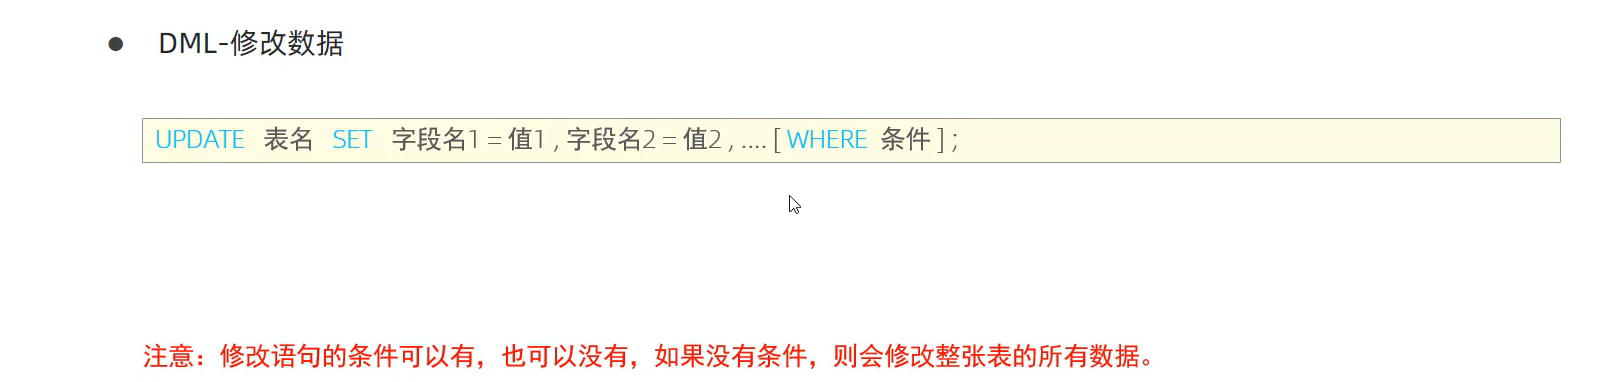 DML-修改数据
UPDATE 表名 SET 字段名1 = 值1 , 字段名2 = 值2 , .... [ WHERE 条件 ] ;
注意：修改语句的条件可以有，也可以没有，如果没有条件，则会修改整张表的所有数据。